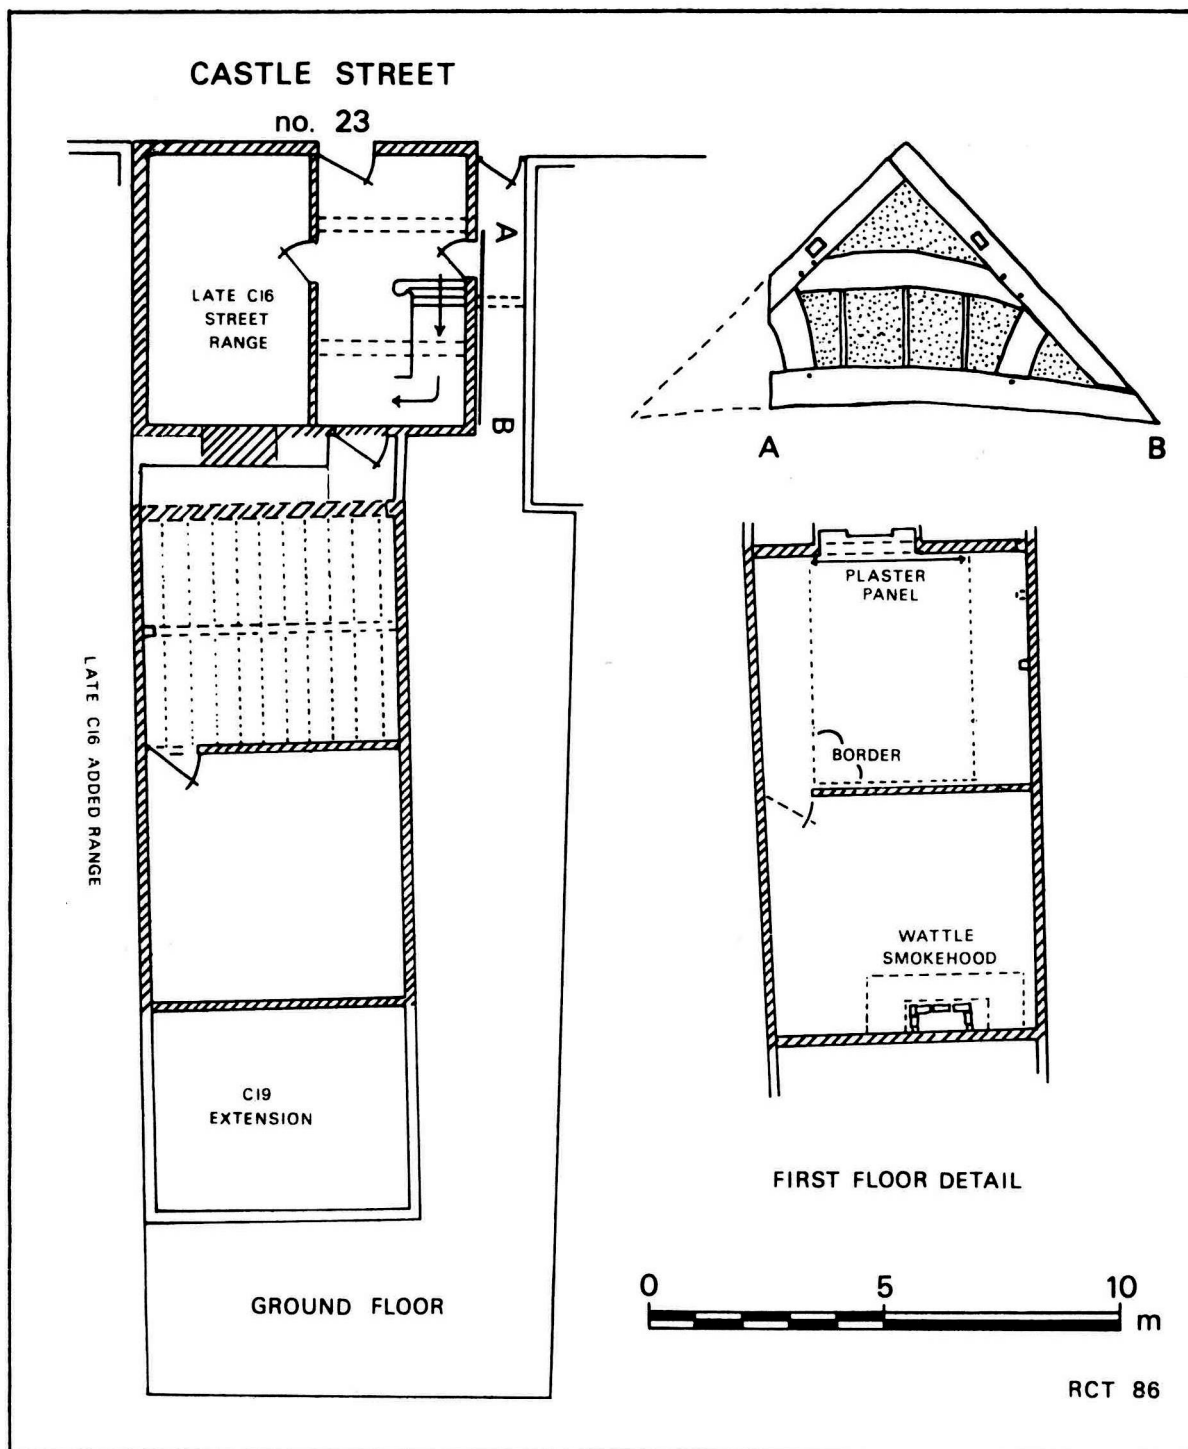 CASTLE STREET
no. 23
LATE C16
STREET
RANGE
A
B
LATE C16 ADDED RANGE
C19
EXTENSION
GROUND FLOOR
A
B
PLASTER
PANEL
BORDER
WATTLE
SMOKEHOOD
FIRST FLOOR DETAIL
0 5 10
m
RCT 86